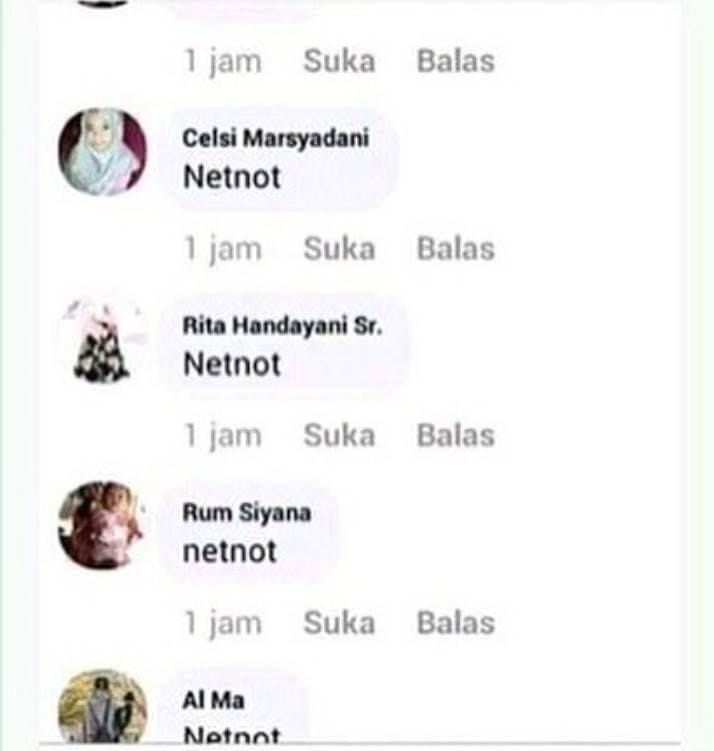 1 jam Suka Balas
Celsi Marsyadani
Netnot
1 jam Suka Balas
Rita Handayani Sr.
Netnot
1 jam Suka Balas
Rum Siyana
netnot
1 jam Suka Balas
Al Ma
Netnot